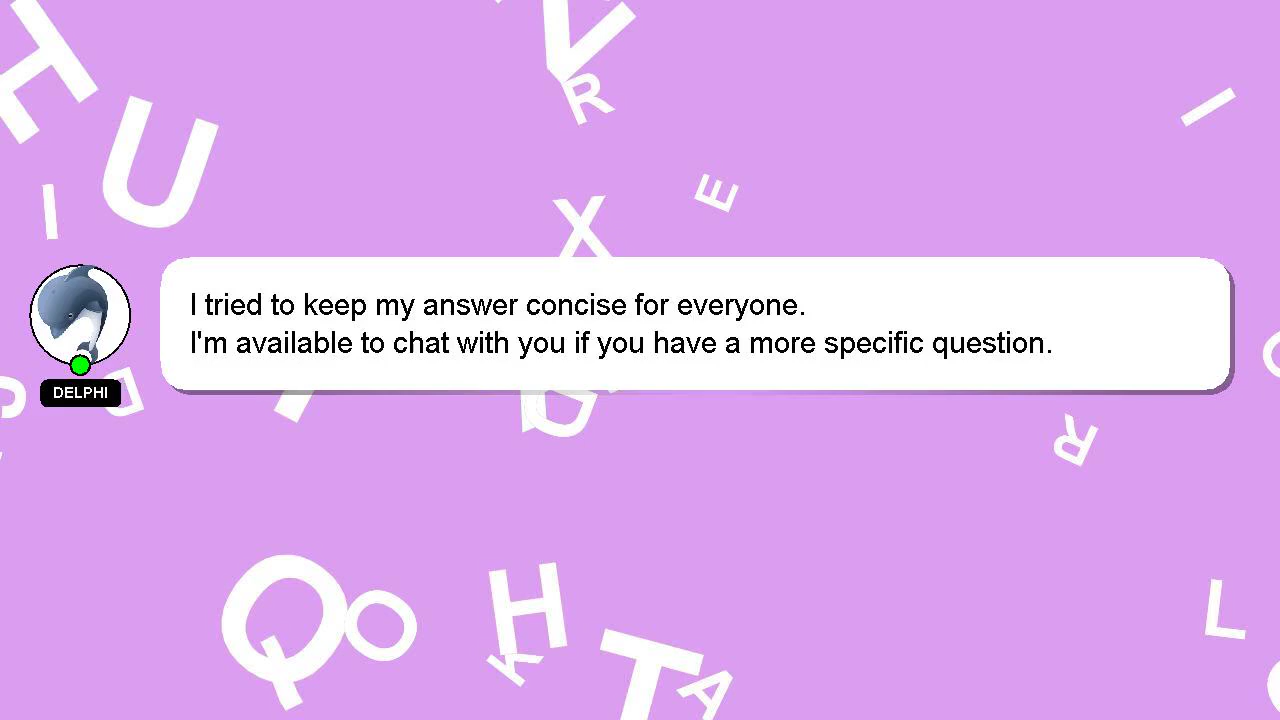 H
U
I
V
R
E
X
I
I tried to keep my answer concise for everyone.
I'm available to chat with you if you have a more specific question.
DELPHI
D
R
Q
O
H
K
T
A
L